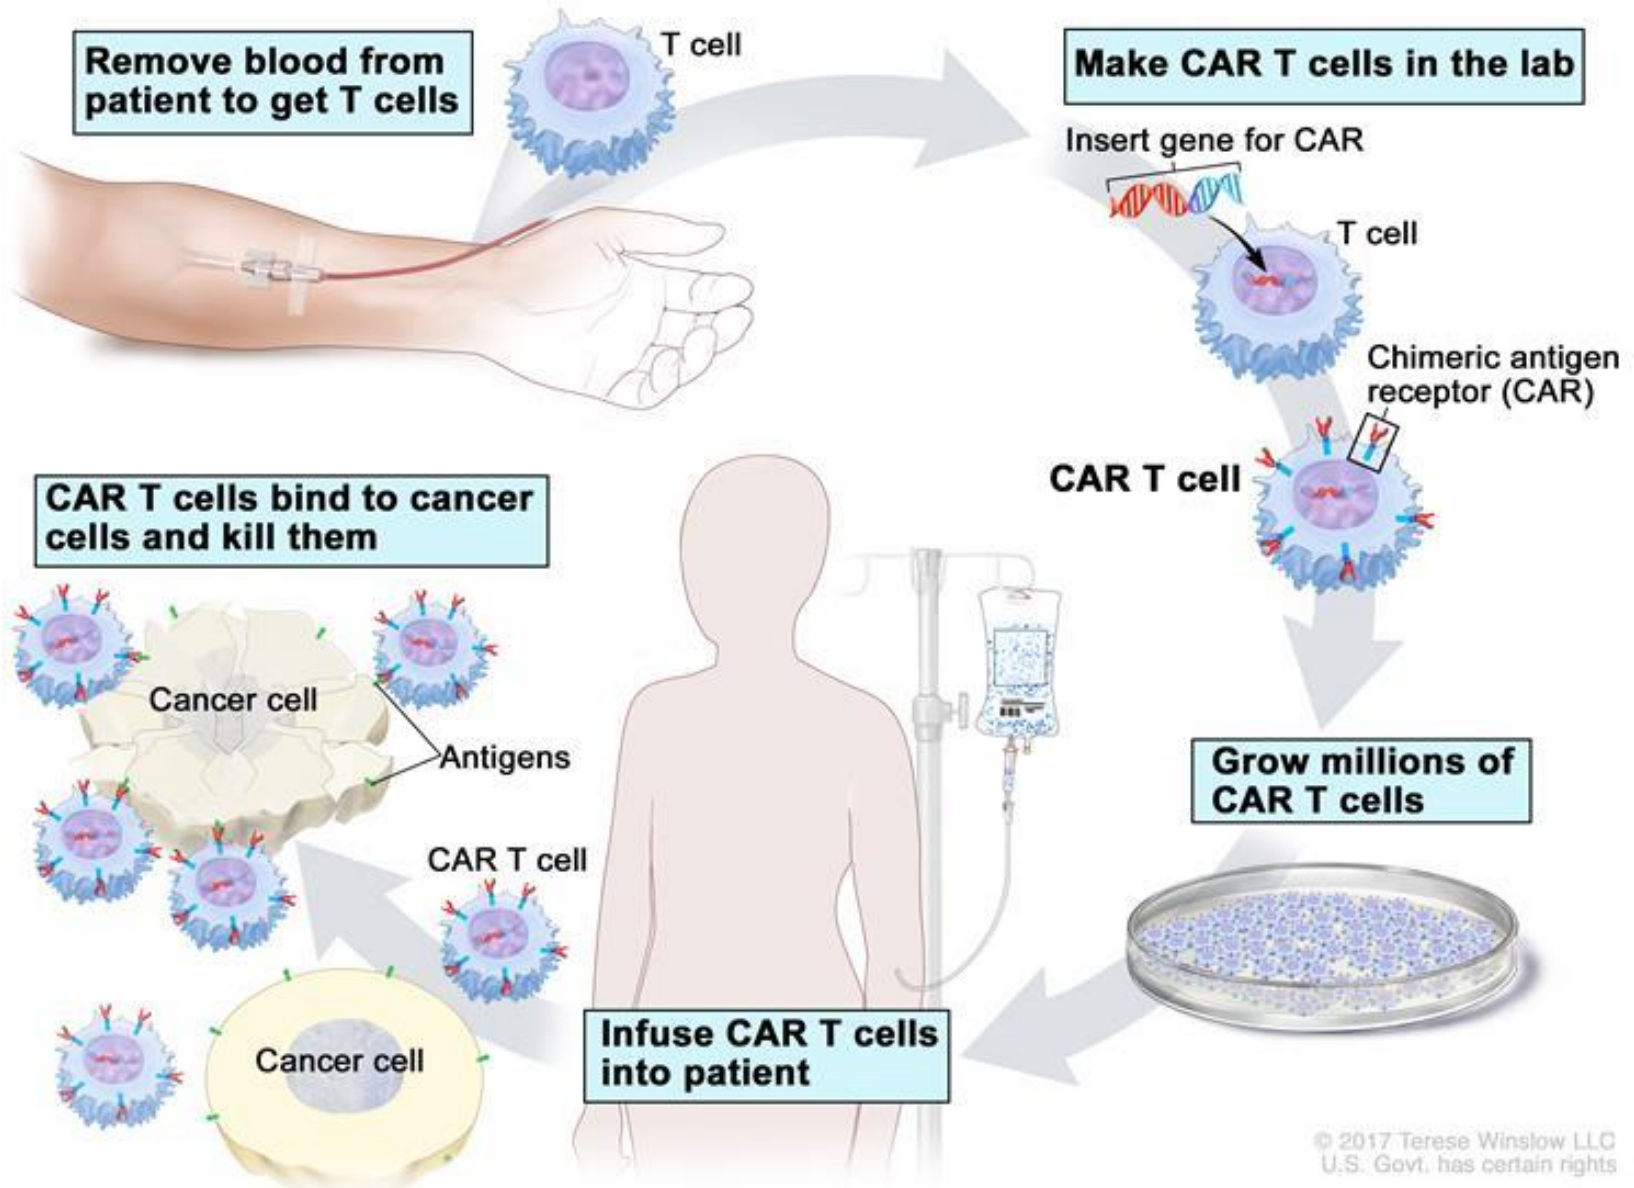 Remove blood from
patient to get T cells
T cell
Make CAR T cells in the lab
Insert gene for CAR
T cell
Chimeric antigen
receptor (CAR)
CAR T cell
Grow millions of
CAR T cells
Infuse CAR T cells
into patient
CAR T cells bind to cancer
cells and kill them
Cancer cell
Antigens
CAR T cell
Cancer cell
© 2017 Terese Winslow LLC
U.S. Govt. has certain rights